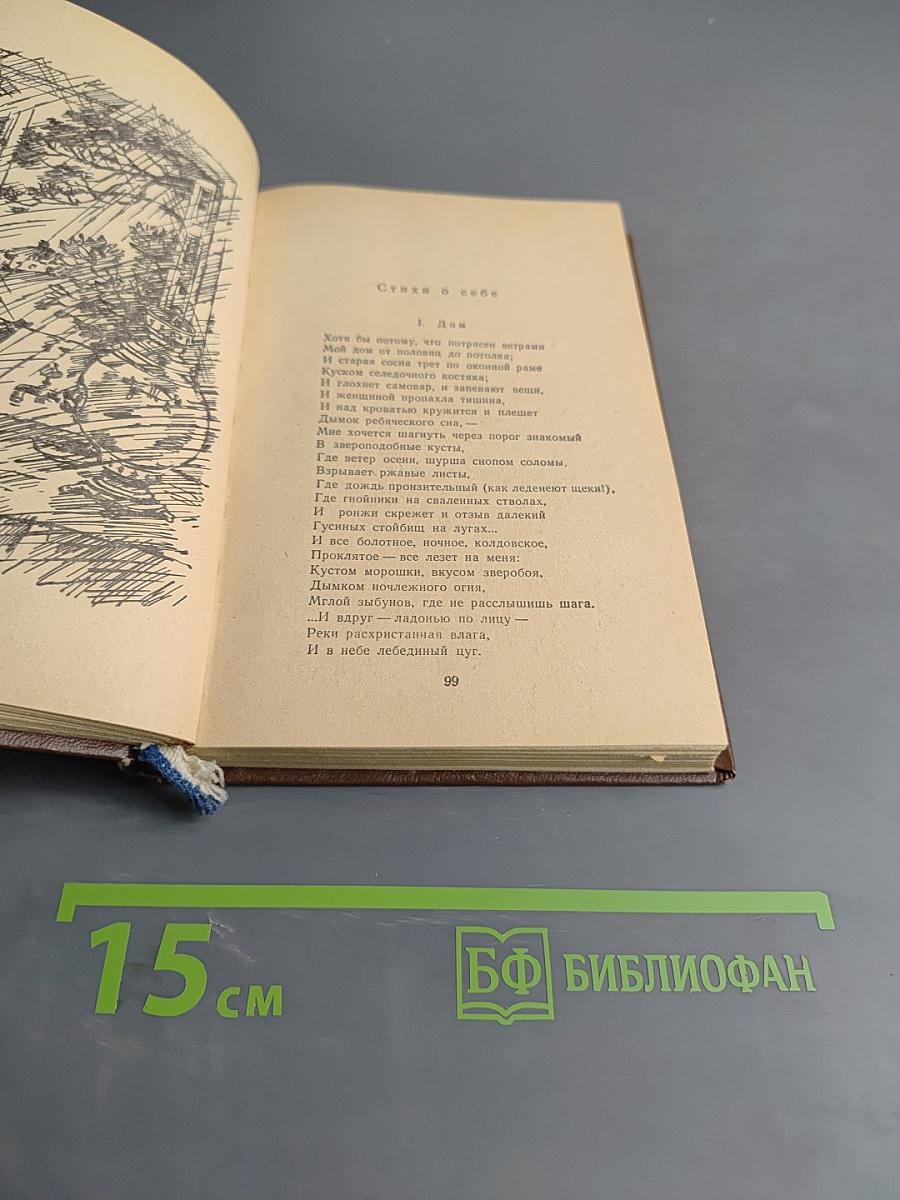 Стихи о себе
1. Дом
Хотя бы потому, что потрясен ветрами
Мой дом от половиц до потолка;
И старая сосна трет по оконной раме
Куском селедочного костяка;
И глохнет самовар, и запевают вещи,
И женщиной пропахла тишина,
И над кроватью кружится и плещет
Дымок ребяческого сна, —
Мне хочется шагнуть через порог знакомый
В звероподобные кусты,
Где ветер осени, шурша снопом соломы,
Взрывает ржавые листы,
Где дождь пронзительный (как леденеют щеки!),
Где гнойники на сваленных стволах,
И ронжи скрежет и отзыв далекий
Гусиных стойбищ на лугах...
И все болотное, ночное, колдовское,
Проклятое — все лезет на меня:
Кустом морошки, вкусом зверобоя,
Дымком ночлежного огня,
Мглой зыбунов, где не расслышишь шага.
...И вдруг — ладонью по лицу —
Реки расхристанная влага,
И в небе лебединый цуг.
99
15 см
БФ БИБЛИОФАН